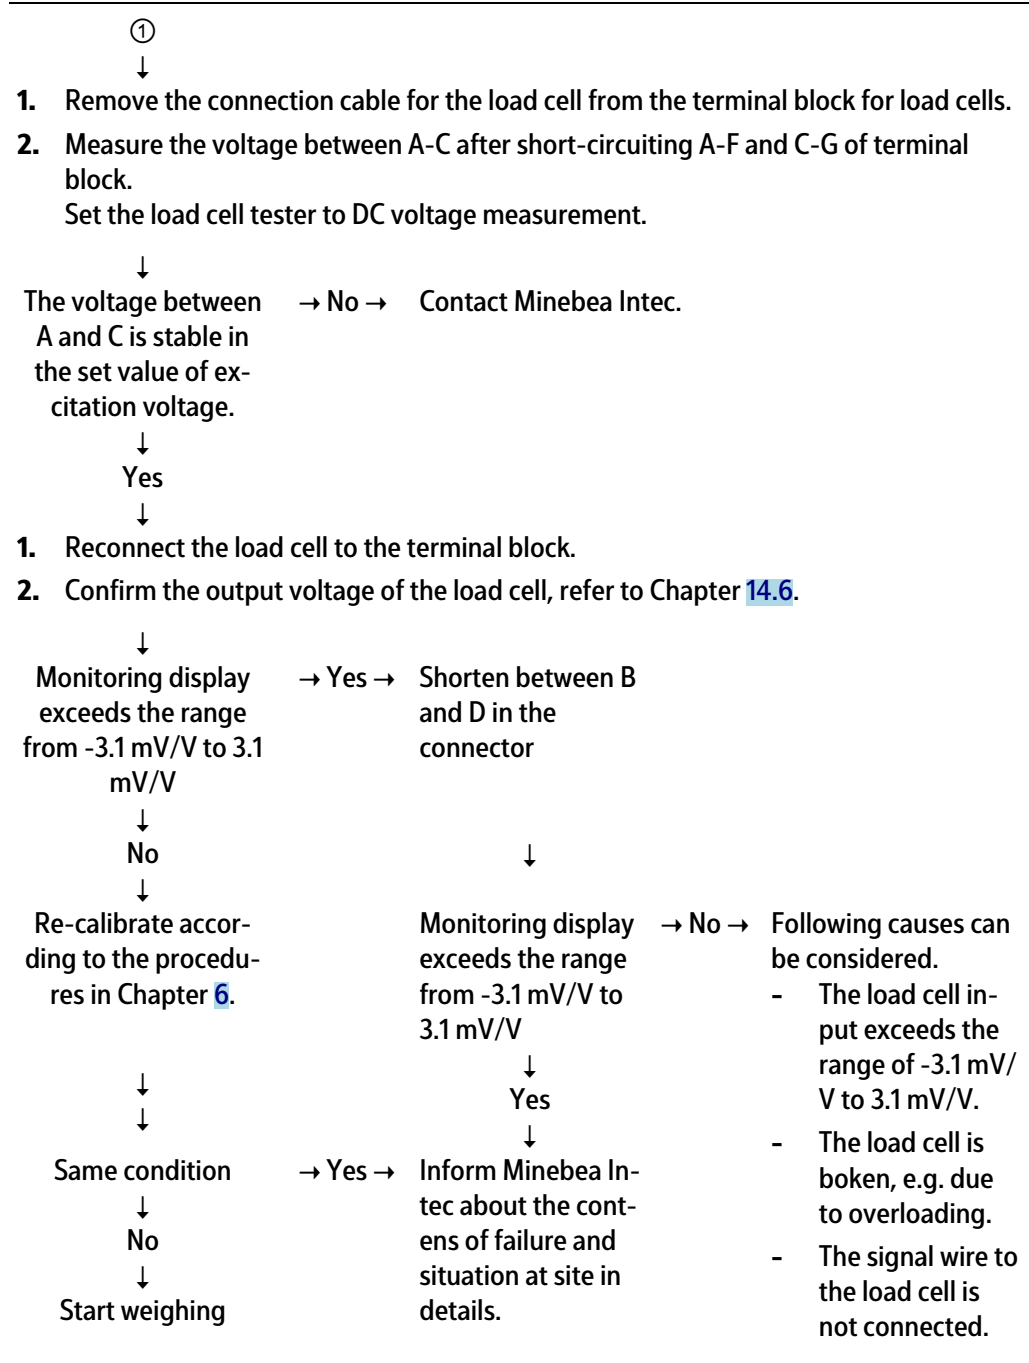 ①
↓
1. Remove the connection cable for the load cell from the terminal block for load cells.
2. Measure the voltage between A-C after short-circuiting A-F and C-G of terminal
block.
Set the load cell tester to DC voltage measurement.
↓
The voltage between → No → Contact Minebea Intec.
A and C is stable in
the set value of ex-
citation voltage.
↓
Yes
↓
1. Reconnect the load cell to the terminal block.
2. Confirm the output voltage of the load cell, refer to Chapter 14.6.
↓
Monitoring display → Yes → Shorten between B
exceeds the range and D in the
from -3.1 mV/V to 3.1 connector
mV/V
↓
No ↓
↓
Re-calibrate accor- Monitoring display → No → Following causes can
ding to the procedu- exceeds the range be considered.
res in Chapter 6. from -3.1 mV/V to - The load cell in-
3.1 mV/V put exceeds the
↓ range of -3.1 mV/
↓ Yes V to 3.1 mV/V.
↓ ↓ - The load cell is
Same condition → Yes → Inform Minebea In- boken, e.g. due
↓ tec about the cont- to overloading.
No ens of failure and - The signal wire to
↓ situation at site in the load cell is
Start weighing details. not connected.